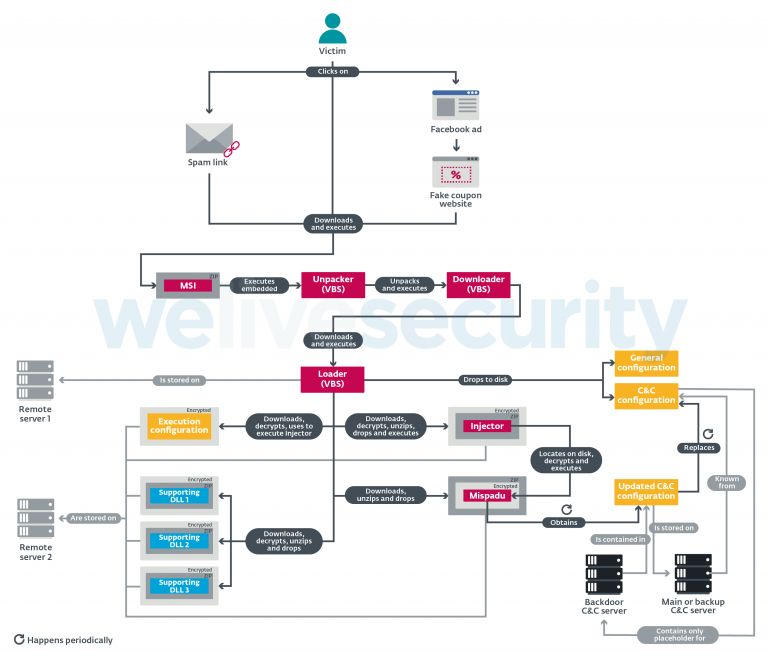 Victim
Clicks on
Facebook ad
Spam link
Fake coupon
website
Downloads
and executes
ZIP
MSI
Executes
embedded
Unpacker
(VBS)
Unpacks
and executes
Downloader
(VBS)
welivesecurity
Downloads
and executes
Remote
server 1
Is stored on
Loader
(VBS)
Drops to disk
General
configuration
C&C
configuration
Encrypted
Execution
configuration
Downloads,
decrypts, uses to
execute injector
Downloads,
decrypts, unzips,
drops and executes
Encrypted
ZIP
Injector
Replaces
Locates on disk,
decrypts and
executes
Known
from
Encrypted
ZIP
Supporting
DLL 1
Downloads,
unzips and drops
ZIP
Encrypted
Mispadu
Updated C&C
configuration
Remote
server 2
Are stored on
Encrypted
ZIP
Supporting
DLL 2
Downloads,
decrypts, unzips
and drops
Obtains
Is stored on
Is contained in
Encrypted
ZIP
Supporting
DLL 3
Backdoor
C&C server
Main or backup
C&C server
Contains only
placeholder for
Happens periodically